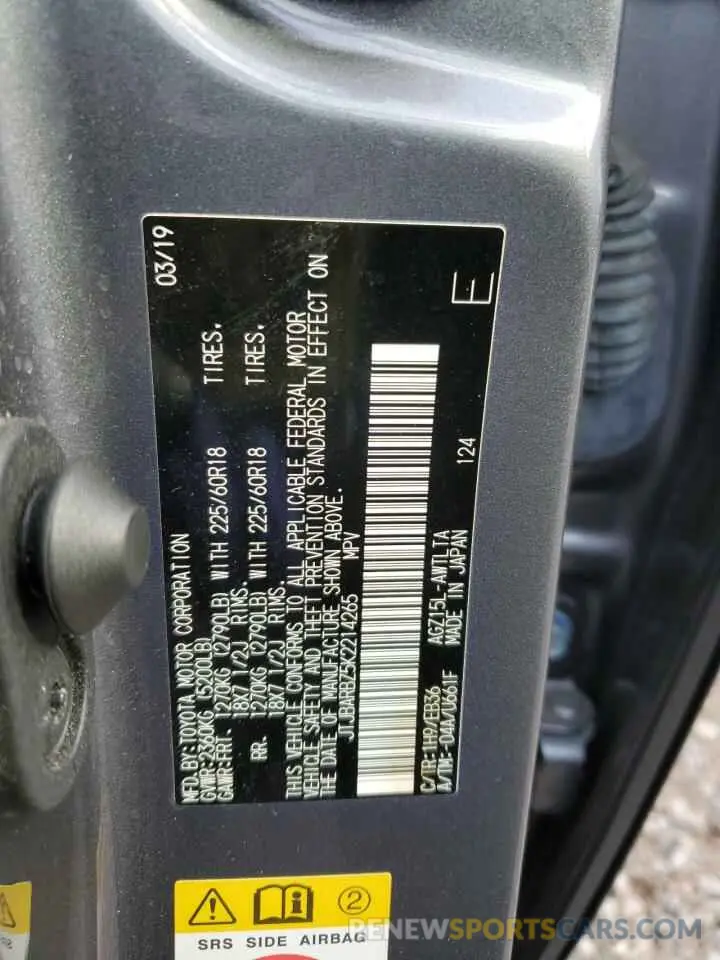 MFD.BY:TOYOTA MOTOR CORPORATION 03/19
GVWR:2360KG (5200LB)
GAWR:FRT. 1270KG (2790LB) WITH 225/60R18 TIRES.
18X7 1/2J RIMS.
RR. 1270KG (2790LB) WITH 225/60R18 TIRES.
18X7 1/2J RIMS.
THIS VEHICLE CONFORMS TO ALL APPLICABLE FEDERAL MOTOR
VEHICLE SAFETY AND THEFT PREVENTION STANDARDS IN EFFECT ON
THE DATE OF MANUFACTURE SHOWN ABOVE.
JTJBARBZ5K2214265 MPV
C/TR:1H9/EB36 AGZ15L-AWTLTA 124 E
A/TM:-04A/U661F MADE IN JAPAN
2
SRS SIDE AIRBAG
RENEWSPORTSCARS.COM